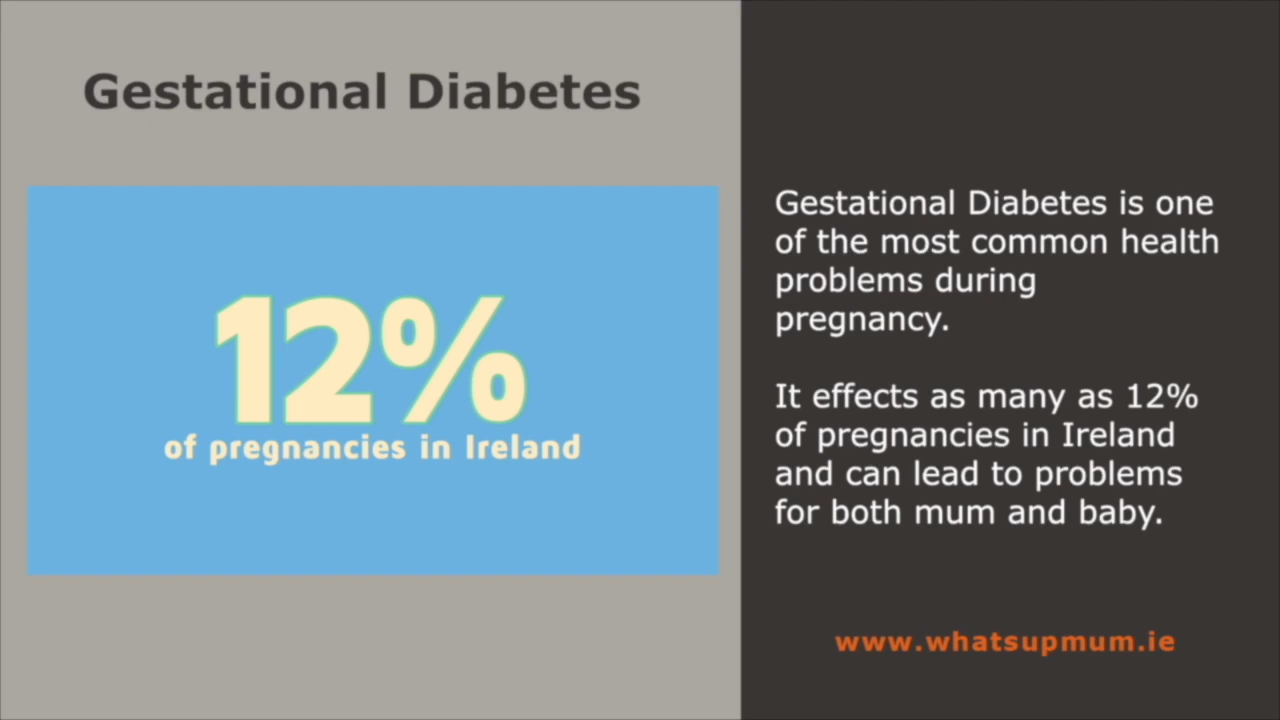 Gestational Diabetes
12%
of pregnancies in Ireland
Gestational Diabetes is one
of the most common health
problems during
pregnancy.
It effects as many as 12%
of pregnancies in Ireland
and can lead to problems
for both mum and baby.
www.whatsupmum.ie